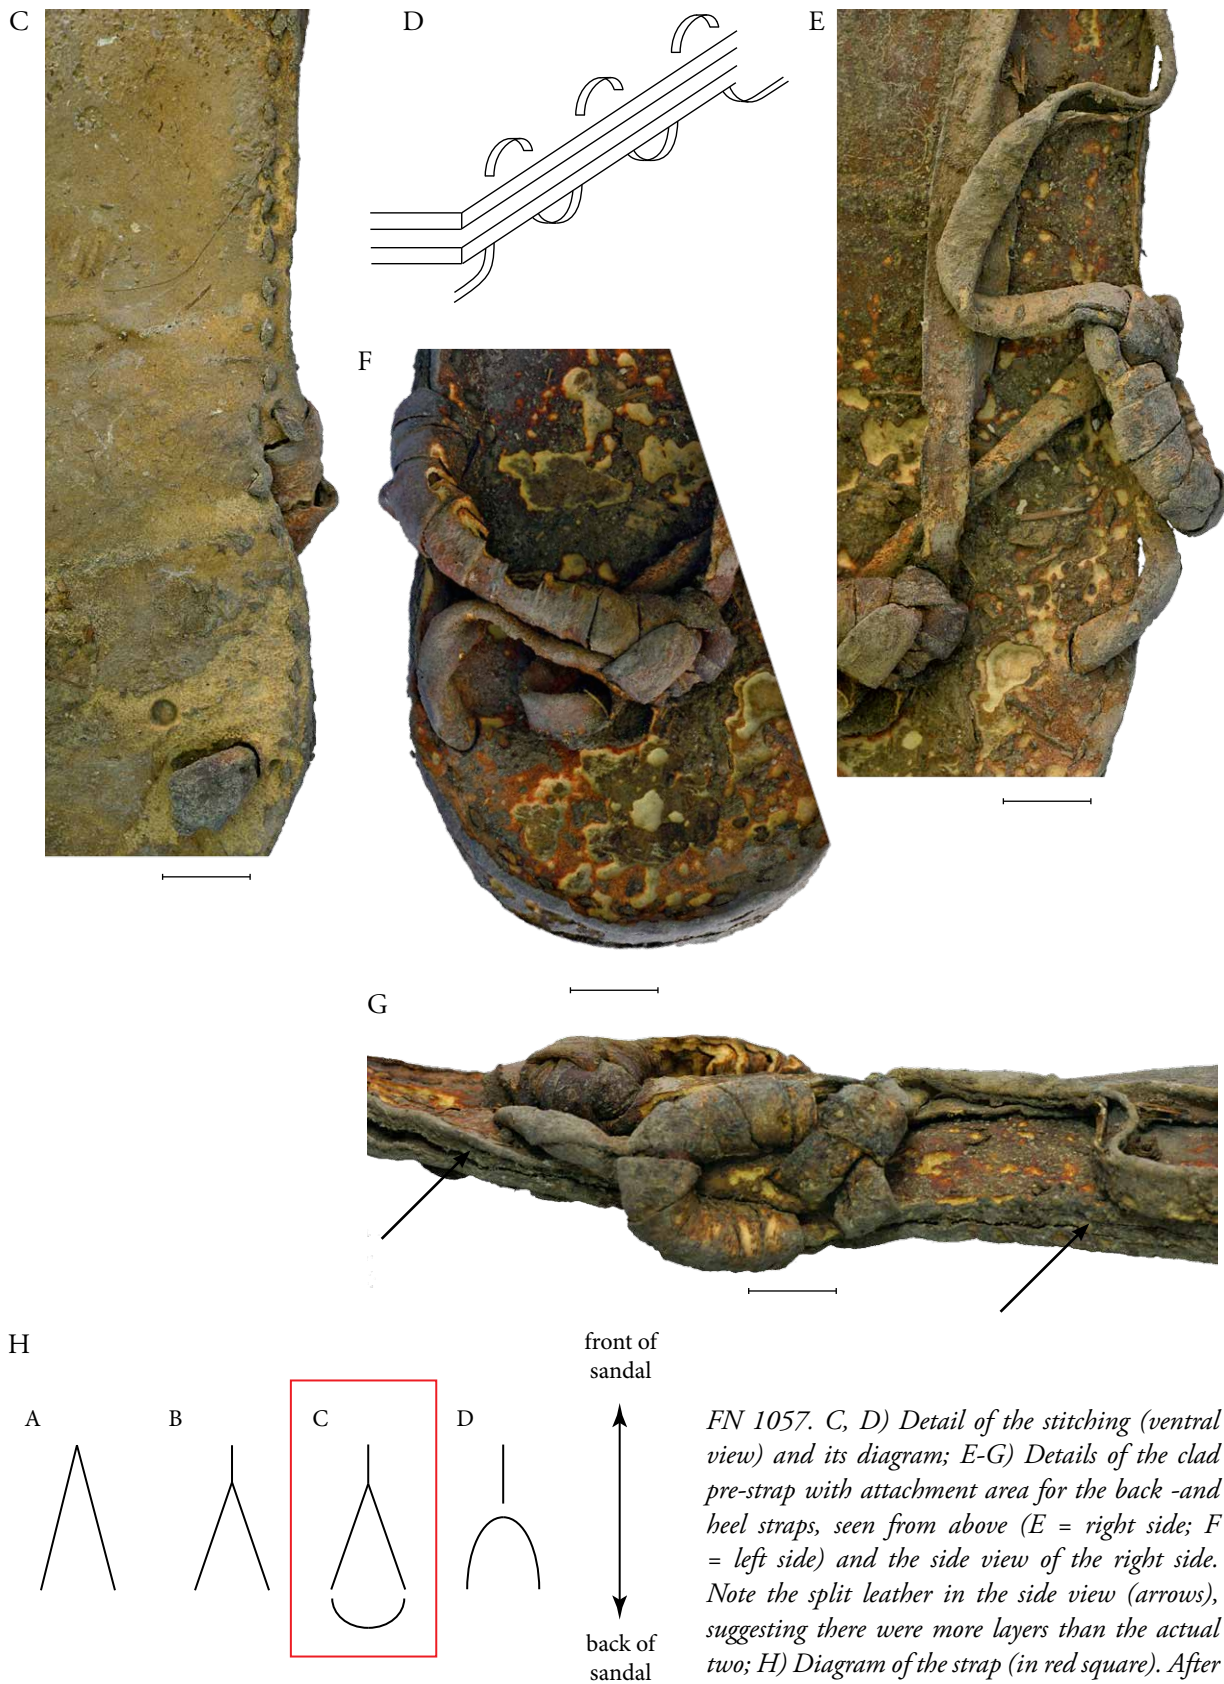 C
D
E
F
G
H
front of
sandal
A
B
C
D
back of
sandal
FN 1057. C, D) Detail of the stitching (ventral
view) and its diagram; E-G) Details of the clad
pre-strap with attachment area for the back -and
heel straps, seen from above (E = right side; F
= left side) and the side view of the right side.
Note the split leather in the side view (arrows),
suggesting there were more layers than the actual
two; H) Diagram of the strap (in red square). After